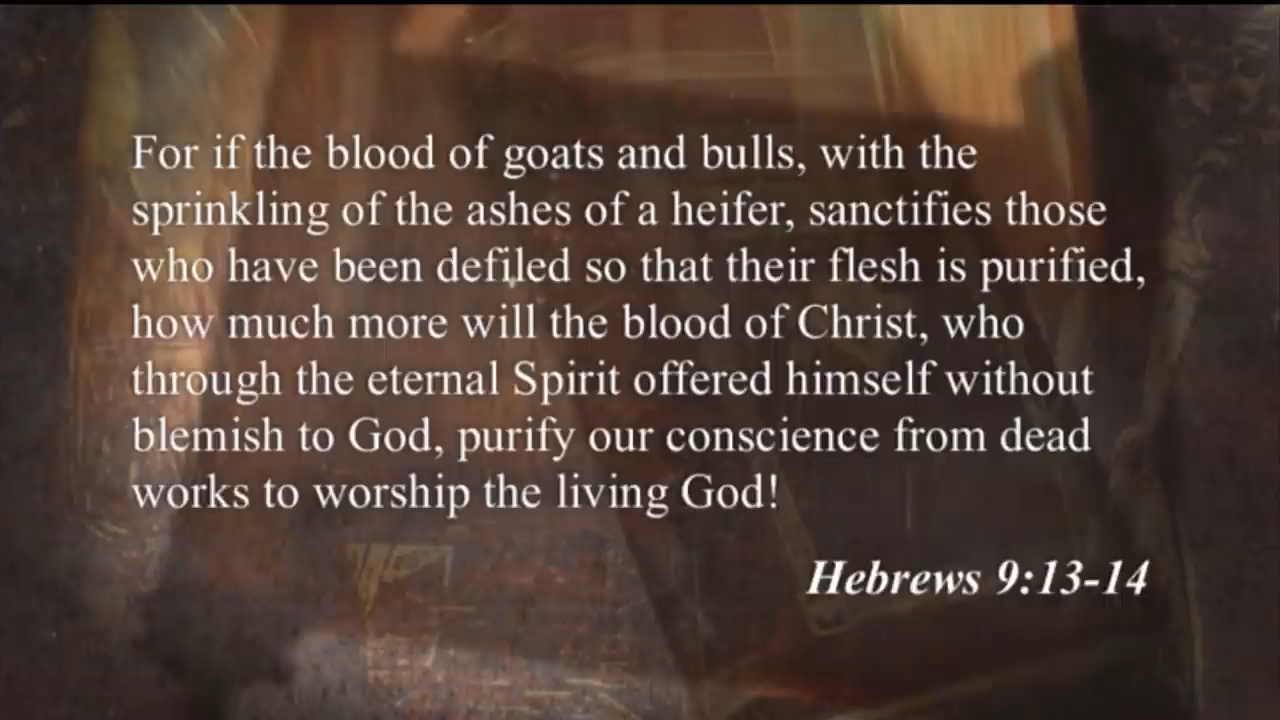 For if the blood of goats and bulls, with the
sprinkling of the ashes of a heifer, sanctifies those
who have been defiled so that their flesh is purified,
how much more will the blood of Christ, who
through the eternal Spirit offered himself without
blemish to God, purify our conscience from dead
works to worship the living God!
Hebrews 9:13-14